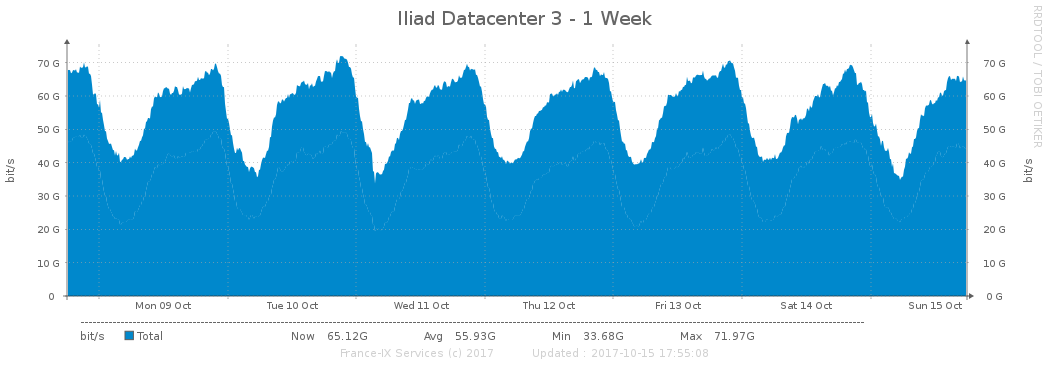 Iliad Datacenter 3 - 1 Week
RRDTOOL / TOBI OETIKER
70 G 70 G
60 G 60 G
50 G 50 G
40 G 40 G
30 G 30 G
20 G 20 G
10 G 10 G
0 0 G
bit/s bit/s
Mon 09 Oct Tue 10 Oct Wed 11 Oct Thu 12 Oct Fri 13 Oct Sat 14 Oct Sun 15 Oct
bit/s Total Now 65.12G Avg 55.93G Min 33.68G Max 71.97G
France-IX Services (c) 2017 Updated : 2017-10-15 17:55:08